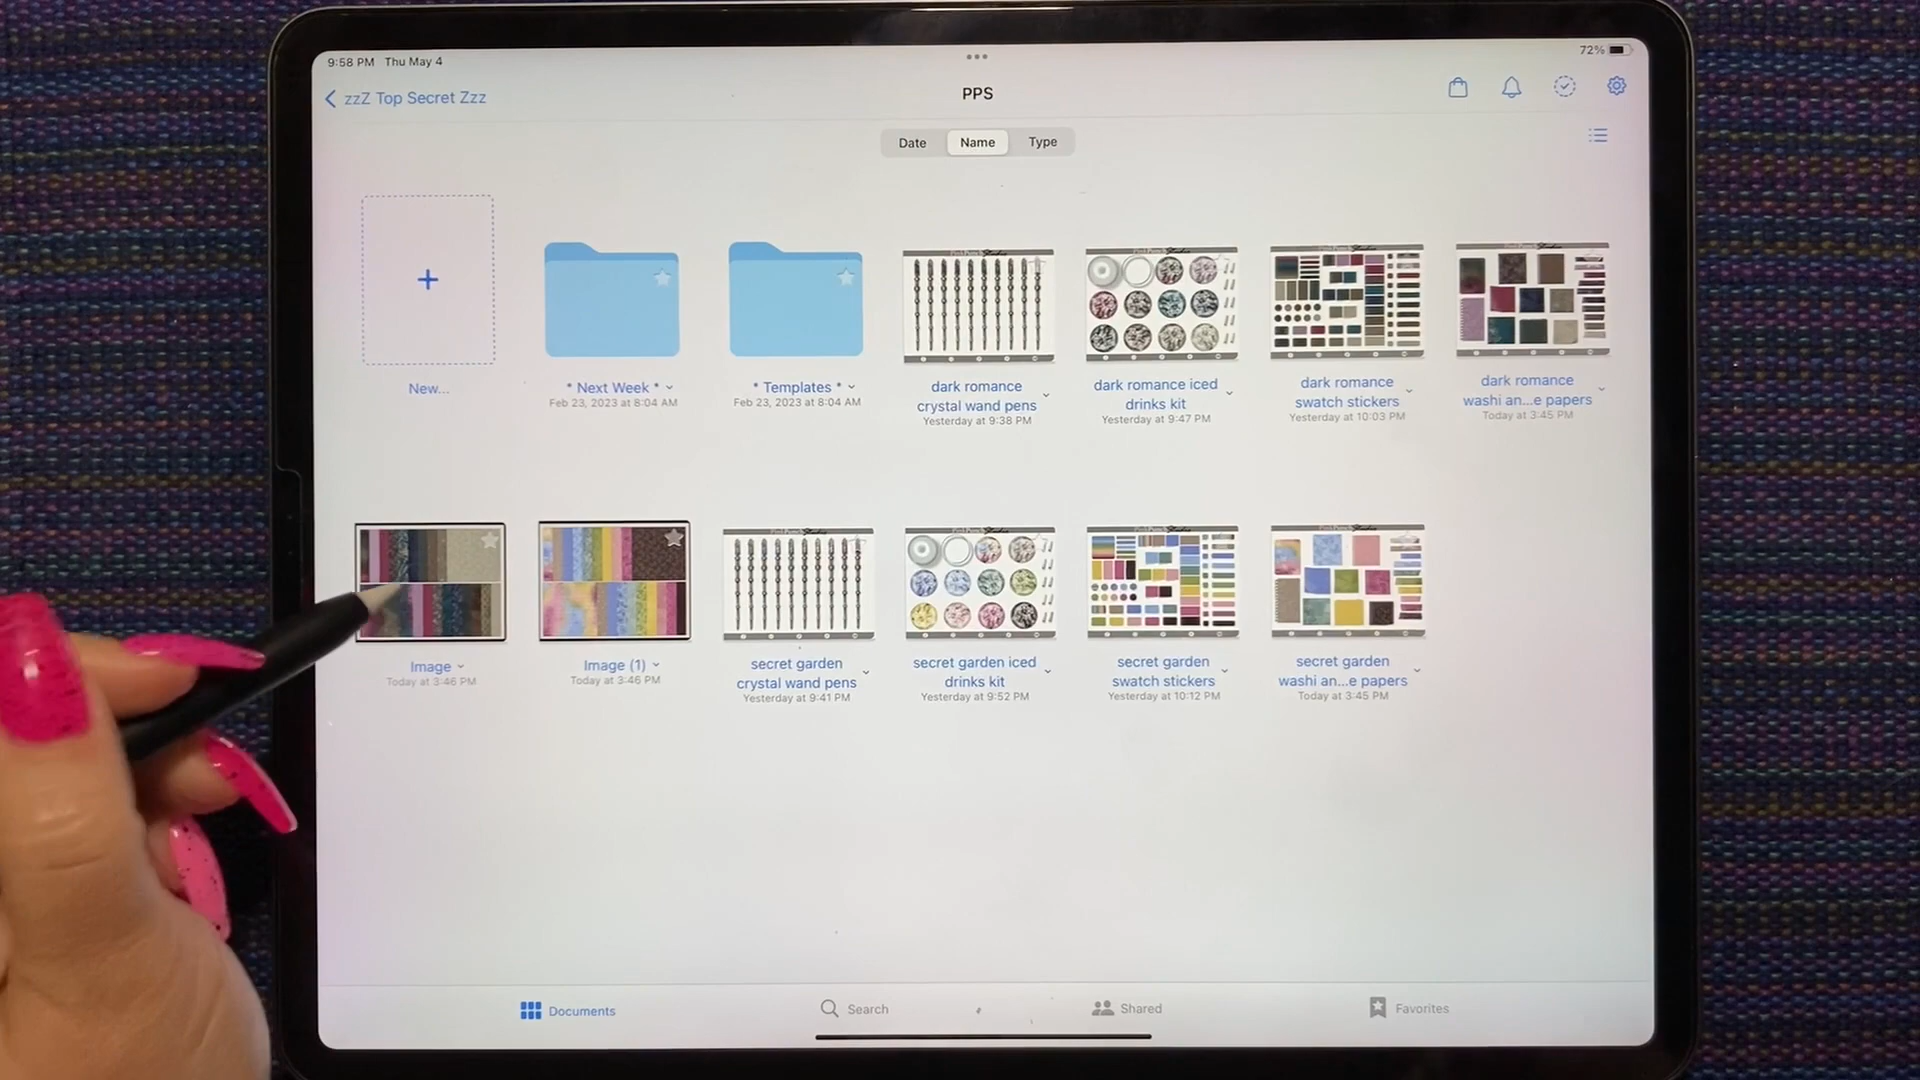 9:58 PM Thu May 4
72%
zzZ Top Secret Zzz
PPS
Date Name Type
New...
* Next Week *
Feb 23, 2023 at 8:04 AM
* Templates *
Feb 23, 2023 at 8:04 AM
dark romance
crystal wand pens
Yesterday at 9:38 PM
dark romance iced
drinks kit
Yesterday at 9:47 PM
dark romance
swatch stickers
Yesterday at 10:03 PM
dark romance
washi an...e papers
Today at 3:45 PM
Image
Today at 3:46 PM
Image (1)
Today at 3:46 PM
secret garden
crystal wand pens
Yesterday at 9:41 PM
secret garden iced
drinks kit
Yesterday at 9:52 PM
secret garden
swatch stickers
Yesterday at 10:12 PM
secret garden
washi an...e papers
Today at 3:45 PM
Documents
Search
Shared
Favorites